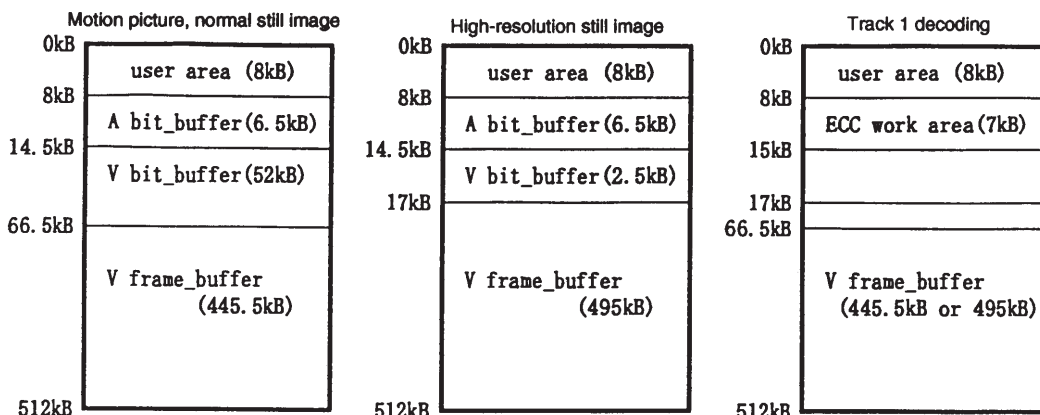 Motion picture, normal still image
0kB
user area (8kB)
8kB
A bit_buffer(6.5kB)
14.5kB
V bit_buffer(52kB)
66.5kB
V frame_buffer
(445.5kB)
512kB
High-resolution still image
0kB
user area (8kB)
8kB
A bit_buffer(6.5kB)
14.5kB
V bit_buffer(2.5kB)
17kB
V frame_buffer
(495kB)
512kB
Track 1 decoding
0kB
user area (8kB)
8kB
ECC work area(7kB)
15kB
17kB
66.5kB
V frame_buffer
(445.5kB or 495kB)
512kB